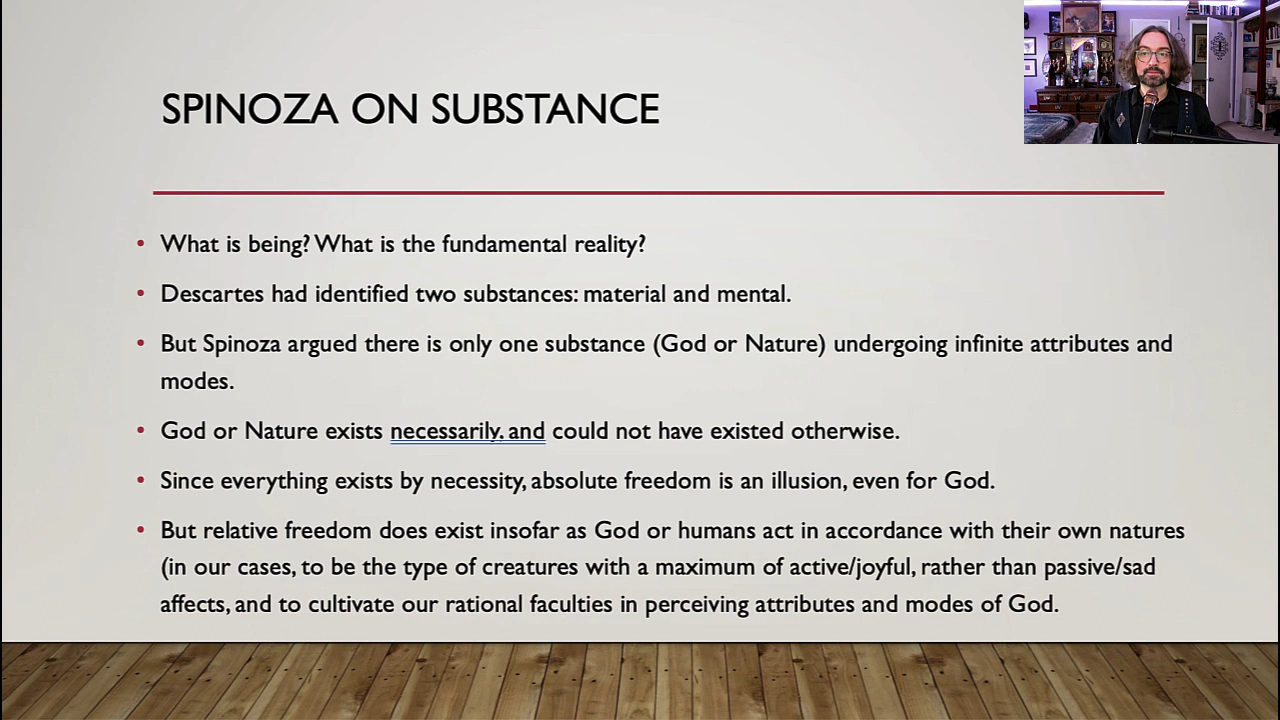 SPINOZA ON SUBSTANCE
• What is being? What is the fundamental reality?
• Descartes had identified two substances: material and mental.
• But Spinoza argued there is only one substance (God or Nature) undergoing infinite attributes and
modes.
• God or Nature exists necessarily. and could not have existed otherwise.
• Since everything exists by necessity, absolute freedom is an illusion, even for God.
• But relative freedom does exist insofar as God or humans act in accordance with their own natures
(in our cases, to be the type of creatures with a maximum of active/joyful, rather than passive/sad
affects, and to cultivate our rational faculties in perceiving attributes and modes of God.